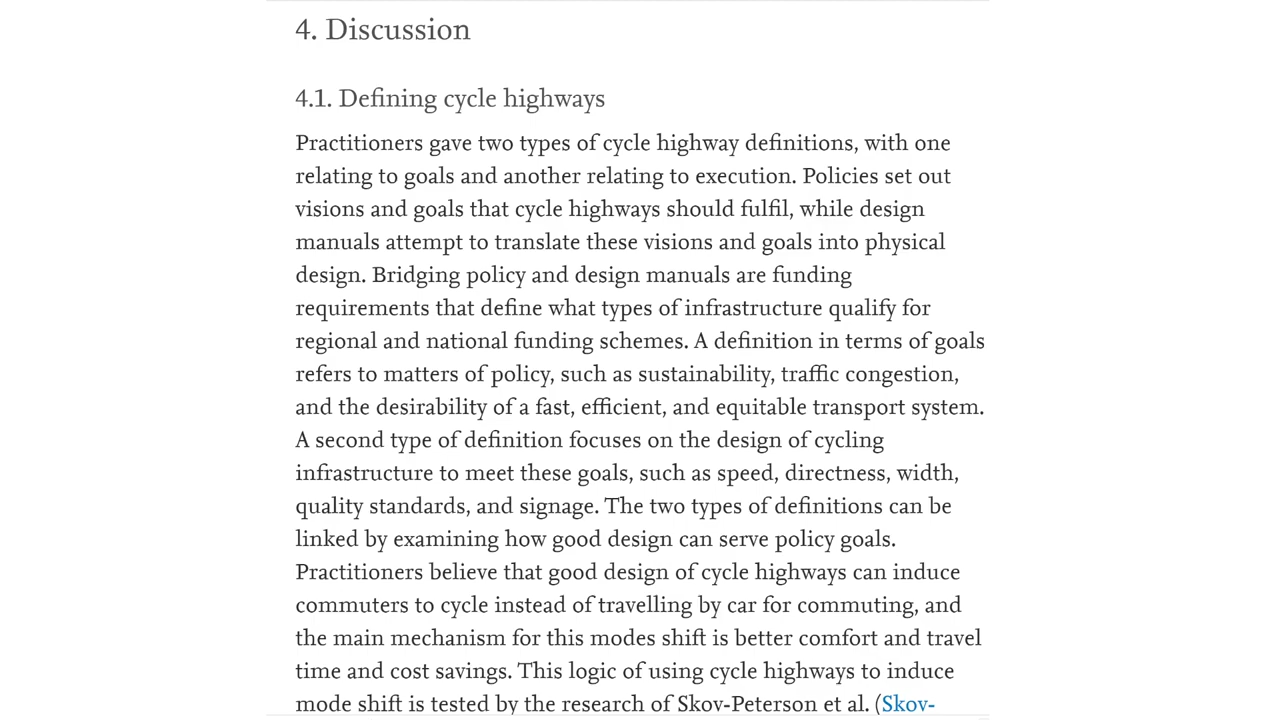 4. Discussion
4.1. Defining cycle highways
Practitioners gave two types of cycle highway definitions, with one
relating to goals and another relating to execution. Policies set out
visions and goals that cycle highways should fulfil, while design
manuals attempt to translate these visions and goals into physical
design. Bridging policy and design manuals are funding
requirements that define what types of infrastructure qualify for
regional and national funding schemes. A definition in terms of goals
refers to matters of policy, such as sustainability, traffic congestion,
and the desirability of a fast, efficient, and equitable transport system.
A second type of definition focuses on the design of cycling
infrastructure to meet these goals, such as speed, directness, width,
quality standards, and signage. The two types of definitions can be
linked by examining how good design can serve policy goals.
Practitioners believe that good design of cycle highways can induce
commuters to cycle instead of travelling by car for commuting, and
the main mechanism for this modes shift is better comfort and travel
time and cost savings. This logic of using cycle highways to induce
mode shift is tested by the research of Skov-Peterson et al. (Skov-